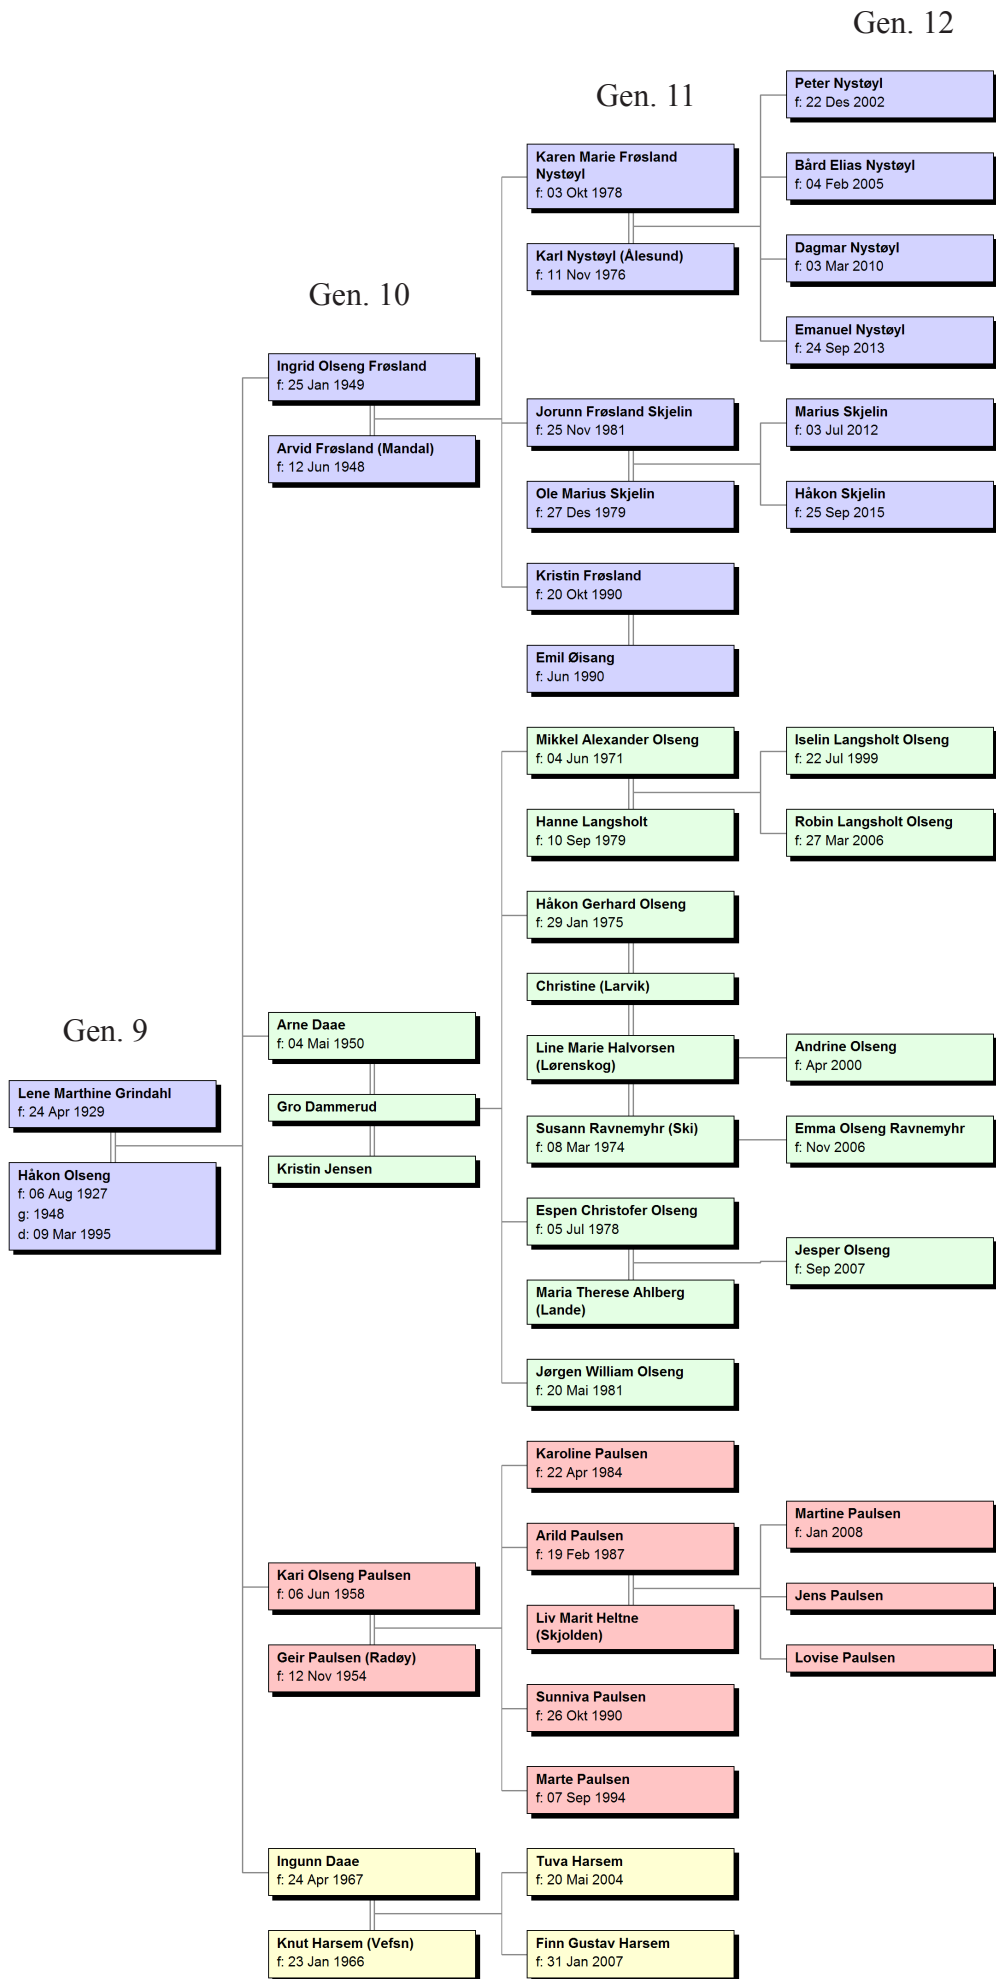 Gen. 12
Gen. 11
Gen. 10
Gen. 9
Lene Marthine Grindahl
f: 24 Apr 1929
Håkon Olseng
f: 06 Aug 1927
g: 1948
d: 09 Mar 1995
Ingrid Olseng Frøsland
f: 25 Jan 1949
Arvid Frøsland (Mandal)
f: 12 Jun 1948
Karen Marie Frøsland
Nystøyl
f: 03 Okt 1978
Karl Nystøyl (Ålesund)
f: 11 Nov 1976
Peter Nystøyl
f: 22 Des 2002
Bård Elias Nystøyl
f: 04 Feb 2005
Dagmar Nystøyl
f: 03 Mar 2010
Emanuel Nystøyl
f: 24 Sep 2013
Jorunn Frøsland Skjelin
f: 25 Nov 1981
Ole Marius Skjelin
f: 27 Des 1979
Marius Skjelin
f: 03 Jul 2012
Håkon Skjelin
f: 25 Sep 2015
Kristin Frøsland
f: 20 Okt 1990
Emil Øisang
f: Jun 1990
Arne Daae
f: 04 Mai 1950
Gro Dammerud
Kristin Jensen
Mikkel Alexander Olseng
f: 04 Jun 1971
Hanne Langsholt
f: 10 Sep 1979
Iselin Langsholt Olseng
f: 22 Jul 1999
Robin Langsholt Olseng
f: 27 Mar 2006
Håkon Gerhard Olseng
f: 29 Jan 1975
Christine (Larvik)
Line Marie Halvorsen
(Lørenskog)
Andrine Olseng
f: Apr 2000
Susann Ravnemyhr (Ski)
f: 08 Mar 1974
Emma Olseng Ravnemyhr
f: Nov 2006
Espen Christofer Olseng
f: 05 Jul 1978
Maria Therese Ahlberg
(Lande)
Jesper Olseng
f: Sep 2007
Jørgen William Olseng
f: 20 Mai 1981
Kari Olseng Paulsen
f: 06 Jun 1958
Geir Paulsen (Radøy)
f: 12 Nov 1954
Karoline Paulsen
f: 22 Apr 1984
Arild Paulsen
f: 19 Feb 1987
Liv Marit Heltne
(Skjolden)
Martine Paulsen
f: Jan 2008
Jens Paulsen
Lovise Paulsen
Sunniva Paulsen
f: 26 Okt 1990
Marte Paulsen
f: 07 Sep 1994
Ingunn Daae
f: 24 Apr 1967
Knut Harsem (Vefsn)
f: 23 Jan 1966
Tuva Harsem
f: 20 Mai 2004
Finn Gustav Harsem
f: 31 Jan 2007